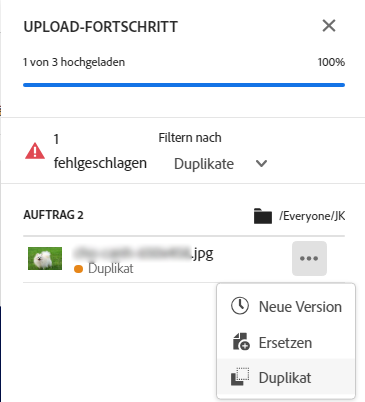 UPLOAD-FORTSCHRITT
1 von 3 hochgeladen 100%
1 fehlgeschlagen
Filtern nach
Duplikate
AUFTRAG 2 /Everyone/JK
.jpg
Duplikat
Neue Version
Ersetzen
Duplikat